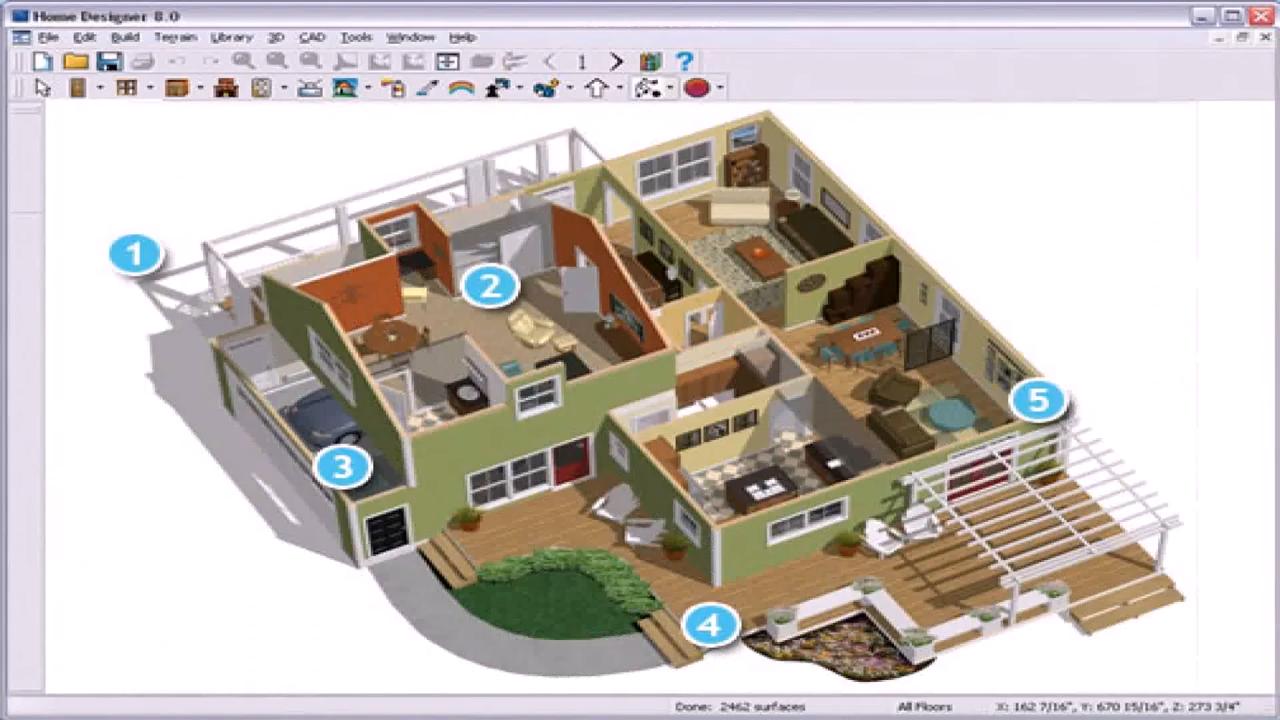 Home Designer 8.0
File Edit Build Terrain Library 3D CAD Tools Window Help
1
1
2
3
4
5
Done: 2462 surfaces All Floors X: 162 7/16", Y: 670 15/16", Z: 273 3/4"